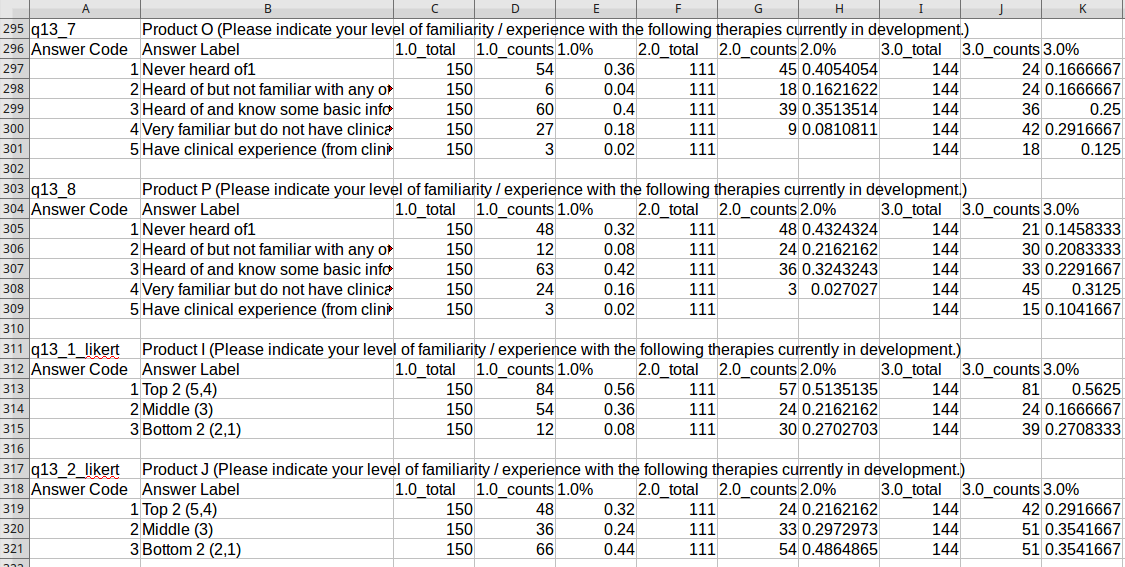 A B C D E F G H I J K
295 q13_7 Product O (Please indicate your level of familiarity / experience with the following therapies currently in development.)
296 Answer Code Answer Label 1.0_total 1.0_counts 1.0% 2.0_total 2.0_counts 2.0% 3.0_total 3.0_counts 3.0%
297 1 Never heard of1 150 54 0.36 111 45 0.4054054 144 24 0.1666667
298 2 Heard of but not familiar with any o 150 6 0.04 111 18 0.1621622 144 24 0.1666667
299 3 Heard of and know some basic info 150 60 0.4 111 39 0.3513514 144 36 0.25
300 4 Very familiar but do not have clinica 150 27 0.18 111 9 0.0810811 144 42 0.2916667
301 5 Have clinical experience (from clini 150 3 0.02 111 144 18 0.125
302
303 q13_8 Product P (Please indicate your level of familiarity / experience with the following therapies currently in development.)
304 Answer Code Answer Label 1.0_total 1.0_counts 1.0% 2.0_total 2.0_counts 2.0% 3.0_total 3.0_counts 3.0%
305 1 Never heard of1 150 48 0.32 111 48 0.4324324 144 21 0.1458333
306 2 Heard of but not familiar with any o 150 12 0.08 111 24 0.2162162 144 30 0.2083333
307 3 Heard of and know some basic info 150 63 0.42 111 36 0.3243243 144 33 0.2291667
308 4 Very familiar but do not have clinica 150 24 0.16 111 3 0.027027 144 45 0.3125
309 5 Have clinical experience (from clini 150 3 0.02 111 144 15 0.1041667
310
311 q13_1_likert Product I (Please indicate your level of familiarity / experience with the following therapies currently in development.)
312 Answer Code Answer Label 1.0_total 1.0_counts 1.0% 2.0_total 2.0_counts 2.0% 3.0_total 3.0_counts 3.0%
313 1 Top 2 (5,4) 150 84 0.56 111 57 0.5135135 144 81 0.5625
314 2 Middle (3) 150 54 0.36 111 24 0.2162162 144 24 0.1666667
315 3 Bottom 2 (2,1) 150 12 0.08 111 30 0.2702703 144 39 0.2708333
316
317 q13_2_likert Product J (Please indicate your level of familiarity / experience with the following therapies currently in development.)
318 Answer Code Answer Label 1.0_total 1.0_counts 1.0% 2.0_total 2.0_counts 2.0% 3.0_total 3.0_counts 3.0%
319 1 Top 2 (5,4) 150 48 0.32 111 24 0.2162162 144 42 0.2916667
320 2 Middle (3) 150 36 0.24 111 33 0.2972973 144 51 0.3541667
321 3 Bottom 2 (2,1) 150 66 0.44 111 54 0.4864865 144 51 0.3541667